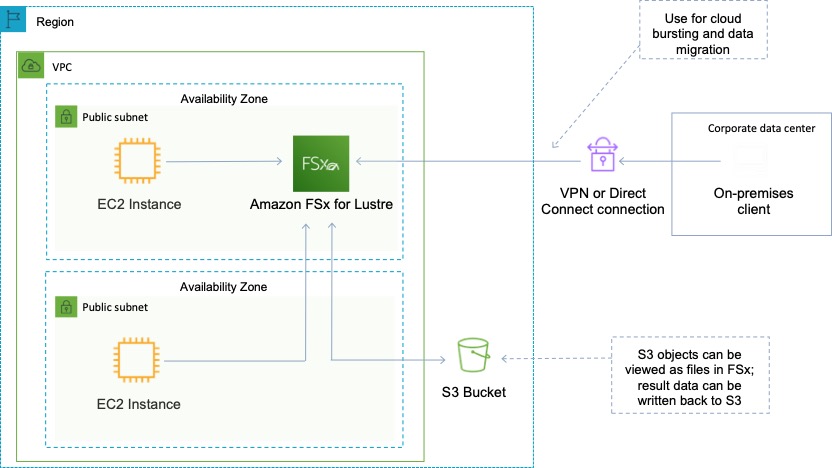 Region
Use for cloud
bursting and data
migration
VPC
Availability Zone
Public subnet
FSx
EC2 Instance
Amazon FSx for Lustre
VPN or Direct
Connect connection
Corporate data center
On-premises
client
Availability Zone
Public subnet
EC2 Instance
S3 Bucket
S3 objects can be
viewed as files in FSx;
result data can be
written back to S3